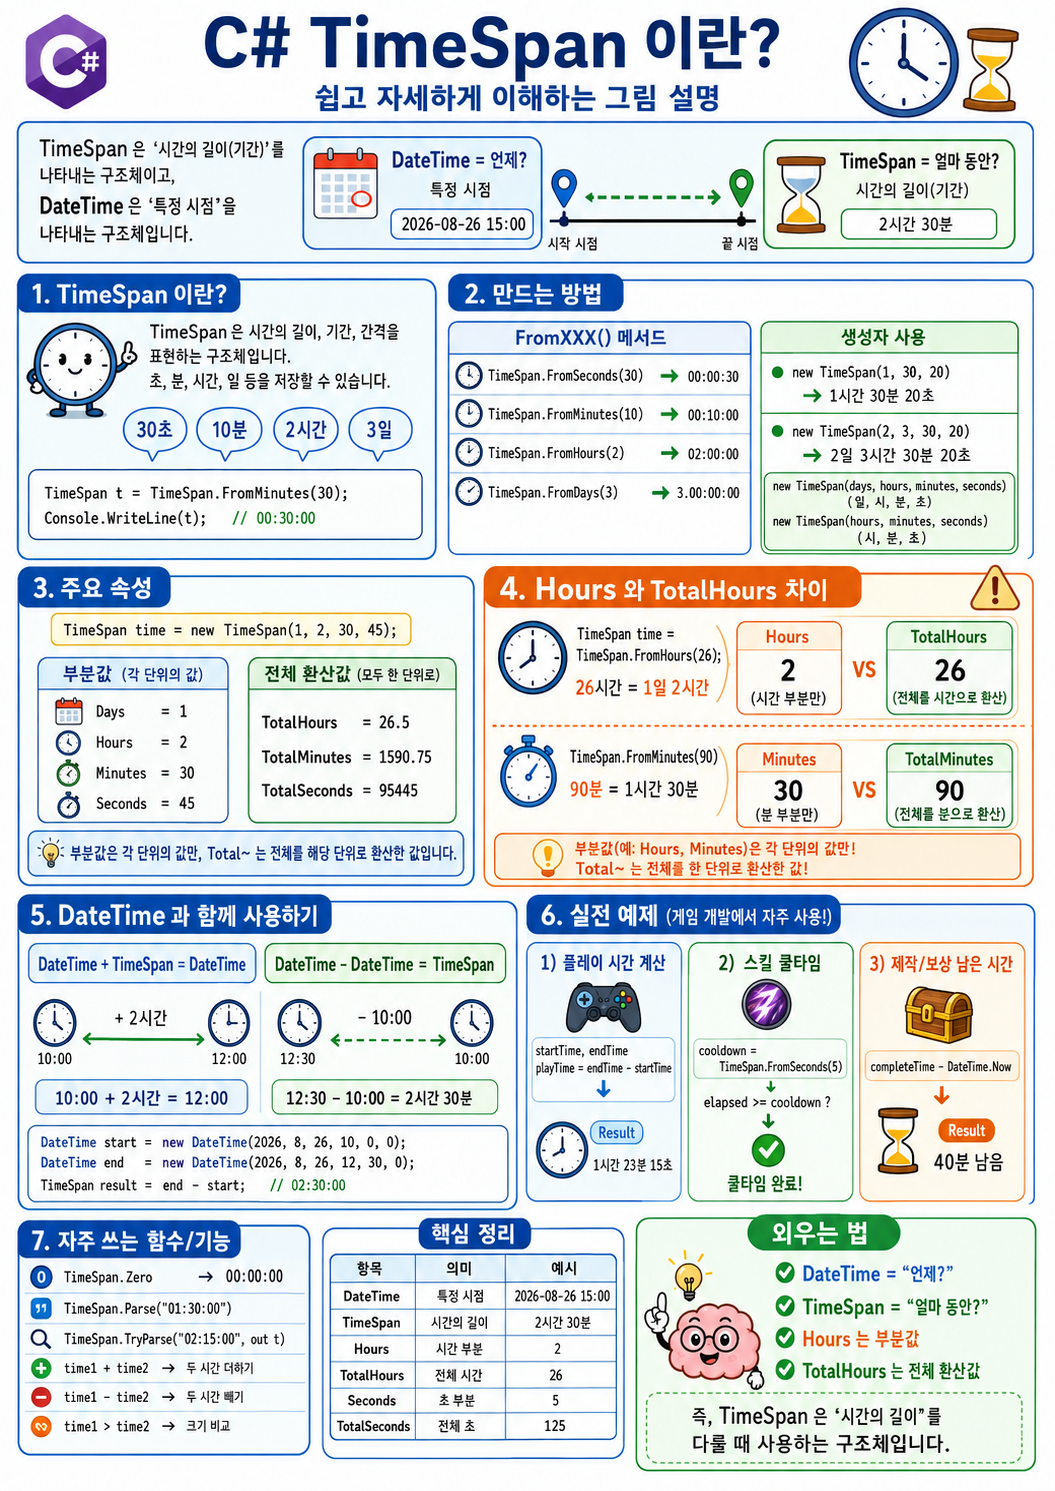 C#
C# TimeSpan 이란?
쉽고 자세하게 이해하는 그림 설명
TimeSpan 은 ‘시간의 길이(기간)’를
나타내는 구조체이고,
DateTime 은 ‘특정 시점’을
나타내는 구조체입니다.
DateTime = 언제?
특정 시점
2026-08-26 15:00
시작 시점
끝 시점
TimeSpan = 얼마 동안?
시간의 길이(기간)
2시간 30분
1. TimeSpan 이란?
TimeSpan 은 시간의 길이, 기간, 간격을
표현하는 구조체입니다.
초, 분, 시간, 일 등을 저장할 수 있습니다.
30초
10분
2시간
3일
TimeSpan t = TimeSpan.FromMinutes(30);
Console.WriteLine(t); // 00:30:00
2. 만드는 방법
FromXXX() 메서드
TimeSpan.FromSeconds(30) → 00:00:30
TimeSpan.FromMinutes(10) → 00:10:00
TimeSpan.FromHours(2) → 02:00:00
TimeSpan.FromDays(3) → 3.00:00:00
생성자 사용
new TimeSpan(1, 30, 20)
→ 1시간 30분 20초
new TimeSpan(2, 3, 30, 20)
→ 2일 3시간 30분 20초
new TimeSpan(days, hours, minutes, seconds)
(일, 시, 분, 초)
new TimeSpan(hours, minutes, seconds)
(시, 분, 초)
3. 주요 속성
TimeSpan time = new TimeSpan(1, 2, 30, 45);
부분값 (각 단위의 값)
Days = 1
Hours = 2
Minutes = 30
Seconds = 45
전체 환산값 (모두 한 단위로)
TotalHours = 26.5
TotalMinutes = 1590.75
TotalSeconds = 95445
부분값은 각 단위의 값만, Total~ 는 전체를 해당 단위로 환산한 값입니다.
4. Hours 와 TotalHours 차이
TimeSpan time =
TimeSpan.FromHours(26);
26시간 = 1일 2시간
Hours
2
(시간 부분만)
VS
TotalHours
26
(전체를 시간으로 환산)
TimeSpan.FromMinutes(90)
90분 = 1시간 30분
Minutes
30
(분 부분만)
VS
TotalMinutes
90
(전체를 분으로 환산)
부분값(예: Hours, Minutes)은 각 단위의 값만!
Total~ 는 전체를 한 단위로 환산한 값!
5. DateTime 과 함께 사용하기
DateTime + TimeSpan = DateTime
+ 2시간
10:00
12:00
10:00 + 2시간 = 12:00
DateTime – DateTime = TimeSpan
– 10:00
12:30
10:00
12:30 – 10:00 = 2시간 30분
DateTime start = new DateTime(2026, 8, 26, 10, 0, 0);
DateTime end = new DateTime(2026, 8, 26, 12, 30, 0);
TimeSpan result = end – start; // 02:30:00
6. 실전 예제 (게임 개발에서 자주 사용!)
1) 플레이 시간 계산
startTime, endTime
playTime = endTime – startTime
Result
1시간 23분 15초
2) 스킬 쿨타임
cooldown =
TimeSpan.FromSeconds(5)
elapsed >= cooldown ?
쿨타임 완료!
3) 제작/보상 남은 시간
completeTime – DateTime.Now
Result
40분 남음
7. 자주 쓰는 함수/기능
0 TimeSpan.Zero → 00:00:00
TimeSpan.Parse("01:30:00")
TimeSpan.TryParse("02:15:00", out t)
time1 + time2 → 두 시간 더하기
time1 – time2 → 두 시간 빼기
time1 > time2 → 크기 비교
핵심 정리
항목 의미 예시
DateTime 특정 시점 2026-08-26 15:00
TimeSpan 시간의 길이 2시간 30분
Hours 시간 부분 2
TotalHours 전체 시간 26
Seconds 초 부분 5
TotalSeconds 전체 초 125
외우는 법
DateTime = “언제?”
TimeSpan = “얼마 동안?”
Hours 는 부분값
TotalHours 는 전체 환산값
즉, TimeSpan 은 ‘시간의 길이”를
다룰 때 사용하는 구조체입니다.